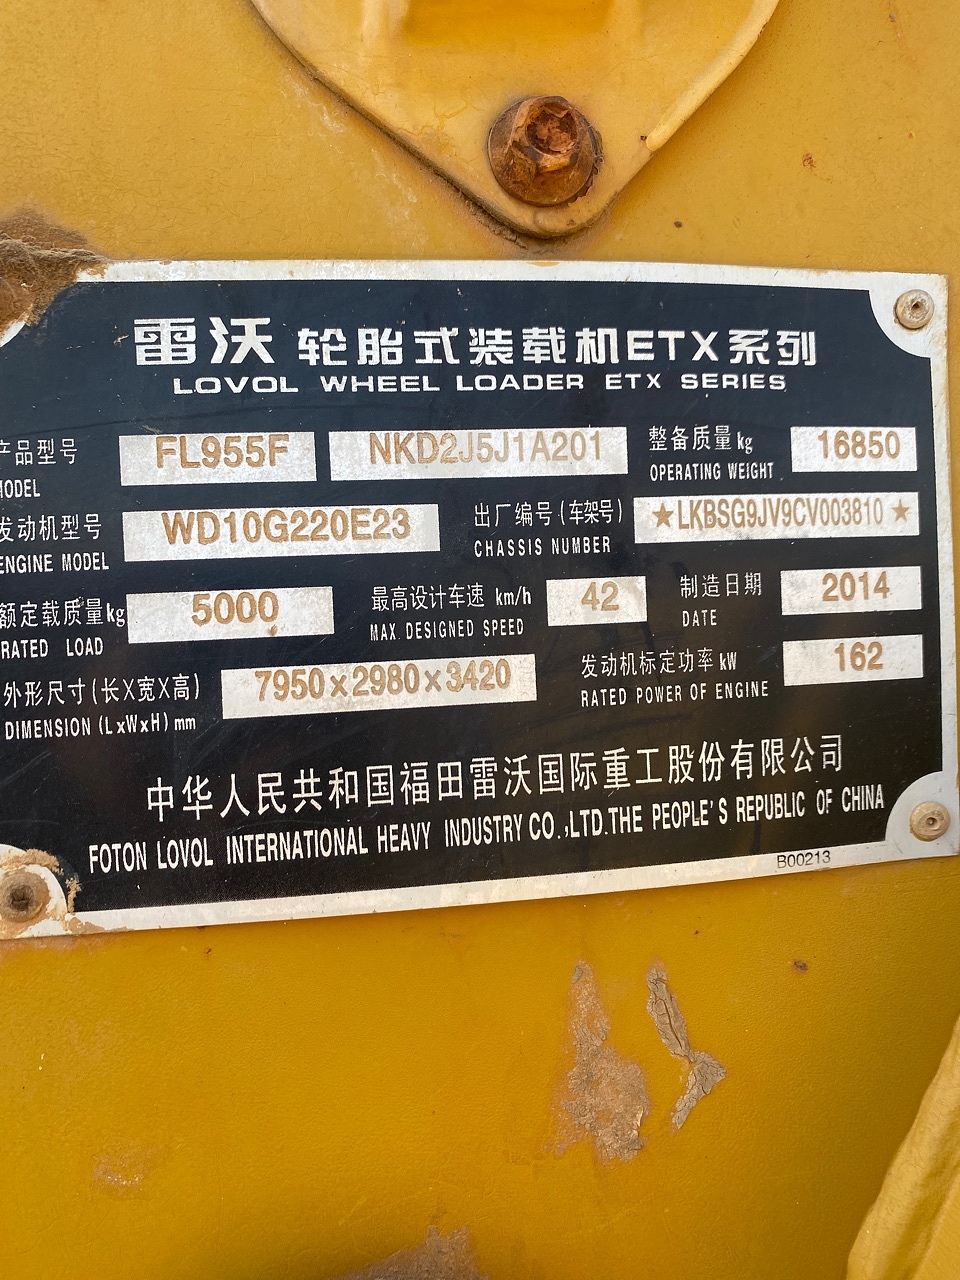 雷沃 轮胎式装载机ETX系列
LOVOL WHEEL LOADER ETX SERIES
产品型号 FL955F NKD2J5J1A201 整备质量 kg 16850
MODEL OPERATING WEIGHT
发动机型号 WD10G220E23 出厂编号(车架号) ★LKBSG9JV9CV003810★
ENGINE MODEL CHASSIS NUMBER
额定载质量kg 5000 最高设计车速 km/h 42 制造日期 2014
RATED LOAD MAX.DESIGNED SPEED DATE
外形尺寸(长X宽X高) 7950×2980×3420 发动机标定功率 kW 162
DIMENSION (LxWxH) mm RATED POWER OF ENGINE
中华人民共和国福田雷沃国际重工股份有限公司
FOTON LOVOL INTERNATIONAL HEAVY INDUSTRY CO.,LTD.THE PEOPLE'S REPUBLIC OF CHINA
B00213